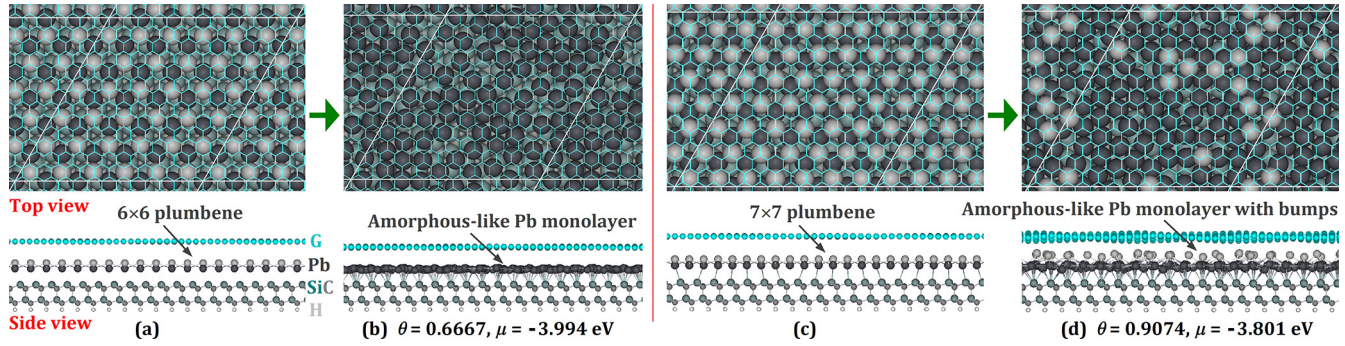 Top view
6×6 plumbene
Amorphous-like Pb monolayer
7×7 plumbene
Amorphous-like Pb monolayer with bumps
G
Pb
SiC
H
Side view
(a)
(b) θ = 0.6667, μ = -3.994 eV
(c)
(d) θ = 0.9074, μ = -3.801 eV